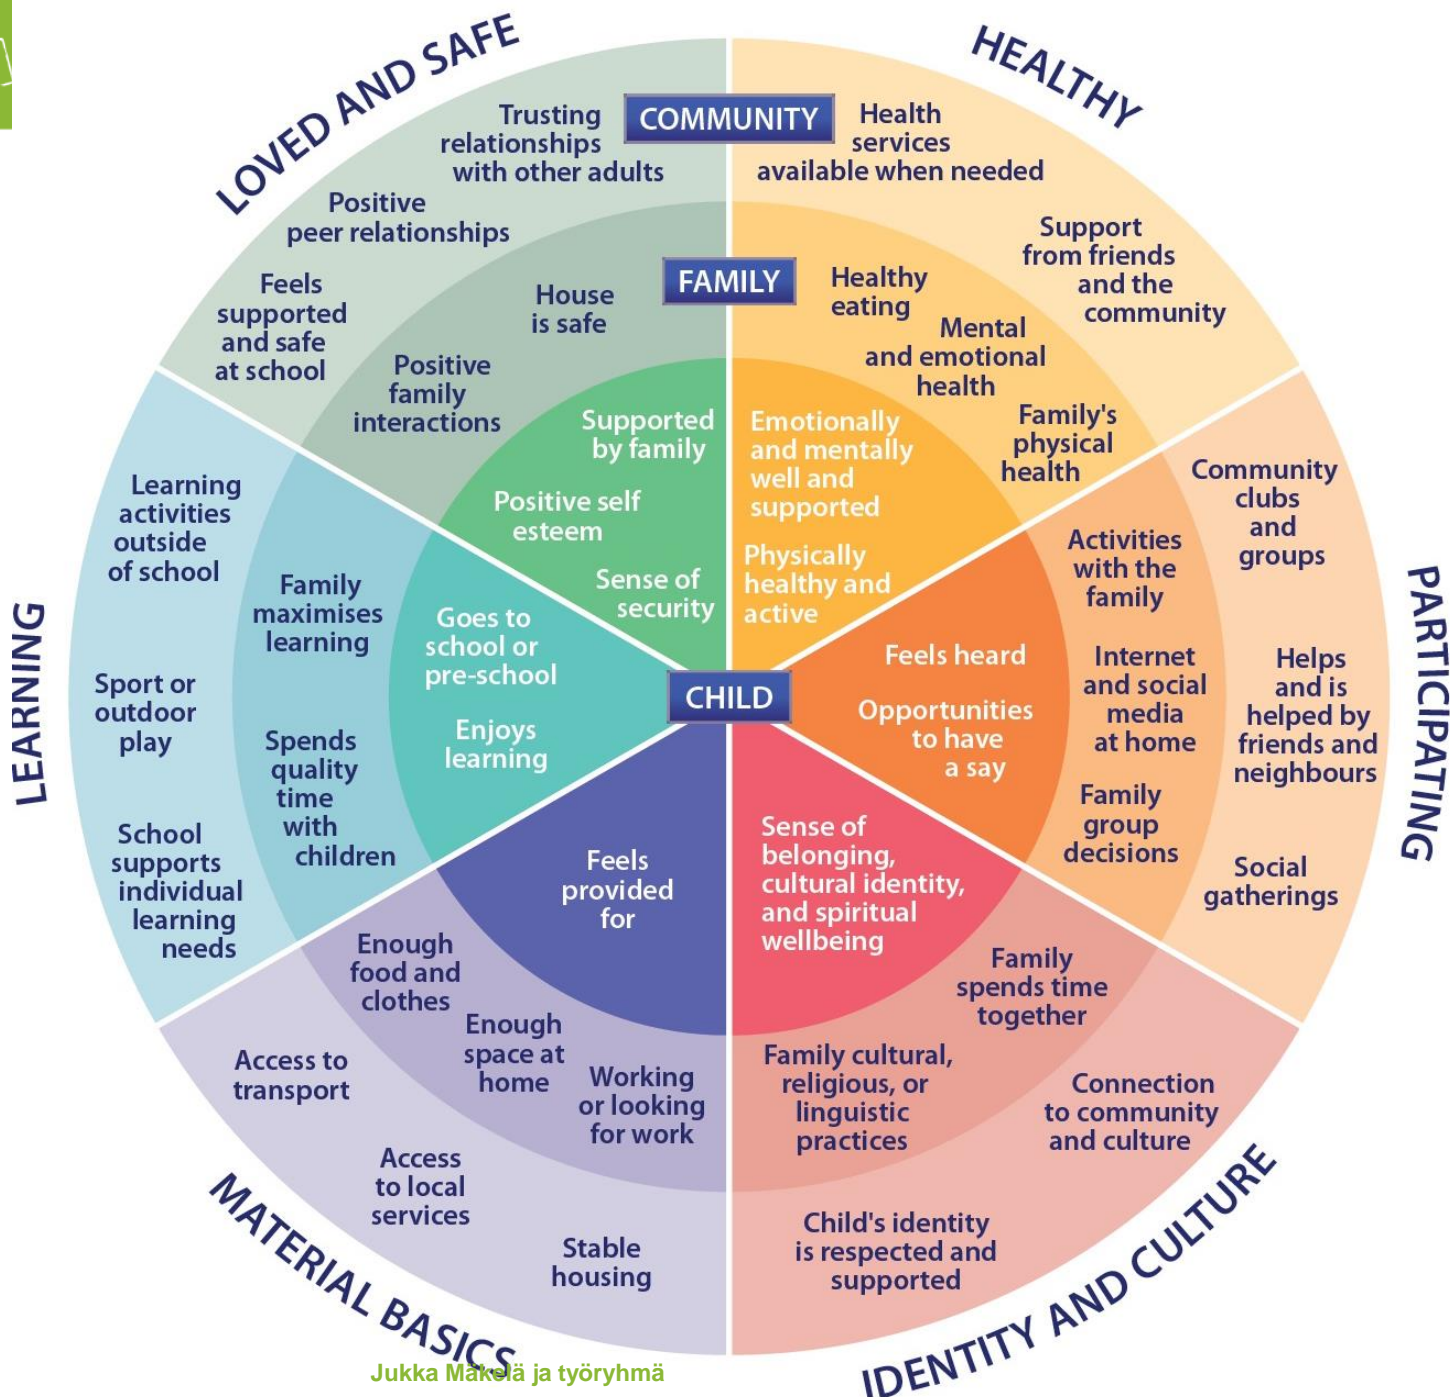 LOVED AND SAFE
HEALTHY
COMMUNITY
Trusting
relationships
with other adults
Positive
peer relationships
Feels
supported
and safe
at school
Health
services
available when needed
Support
from friends
and the
community
FAMILY
House
is safe
Positive
family
interactions
Healthy
eating
Mental
and emotional
health
Family's
physical
health
Supported
by family
Positive self
esteem
Sense of
security
Emotionally
and mentally
well and
supported
Physically
healthy and
active
LEARNING
Learning
activities
outside
of school
Sport or
outdoor
play
School
supports
individual
learning
needs
Family
maximises
learning
Spends
quality
time
with
children
Goes to
school or
pre-school
Enjoys
learning
CHILD
Feels heard
Opportunities
to have
a say
Activities
with the
family
Internet
and social
media
at home
Family
group
decisions
Community
clubs
and
groups
Helps
and is
helped by
friends and
neighbours
Social
gatherings
PARTICIPATING
Feels
provided
for
Enough
food and
clothes
Enough
space at
home
Working
or looking
for work
Access to
transport
Access
to local
services
Stable
housing
MATERIAL BASICS
Sense of
belonging,
cultural identity,
and spiritual
wellbeing
Family
spends time
together
Family cultural,
religious, or
linguistic
practices
Connection
to community
and culture
Child's identity
is respected and
supported
IDENTITY AND CULTURE
Jukka Mäkelä ja työryhmä